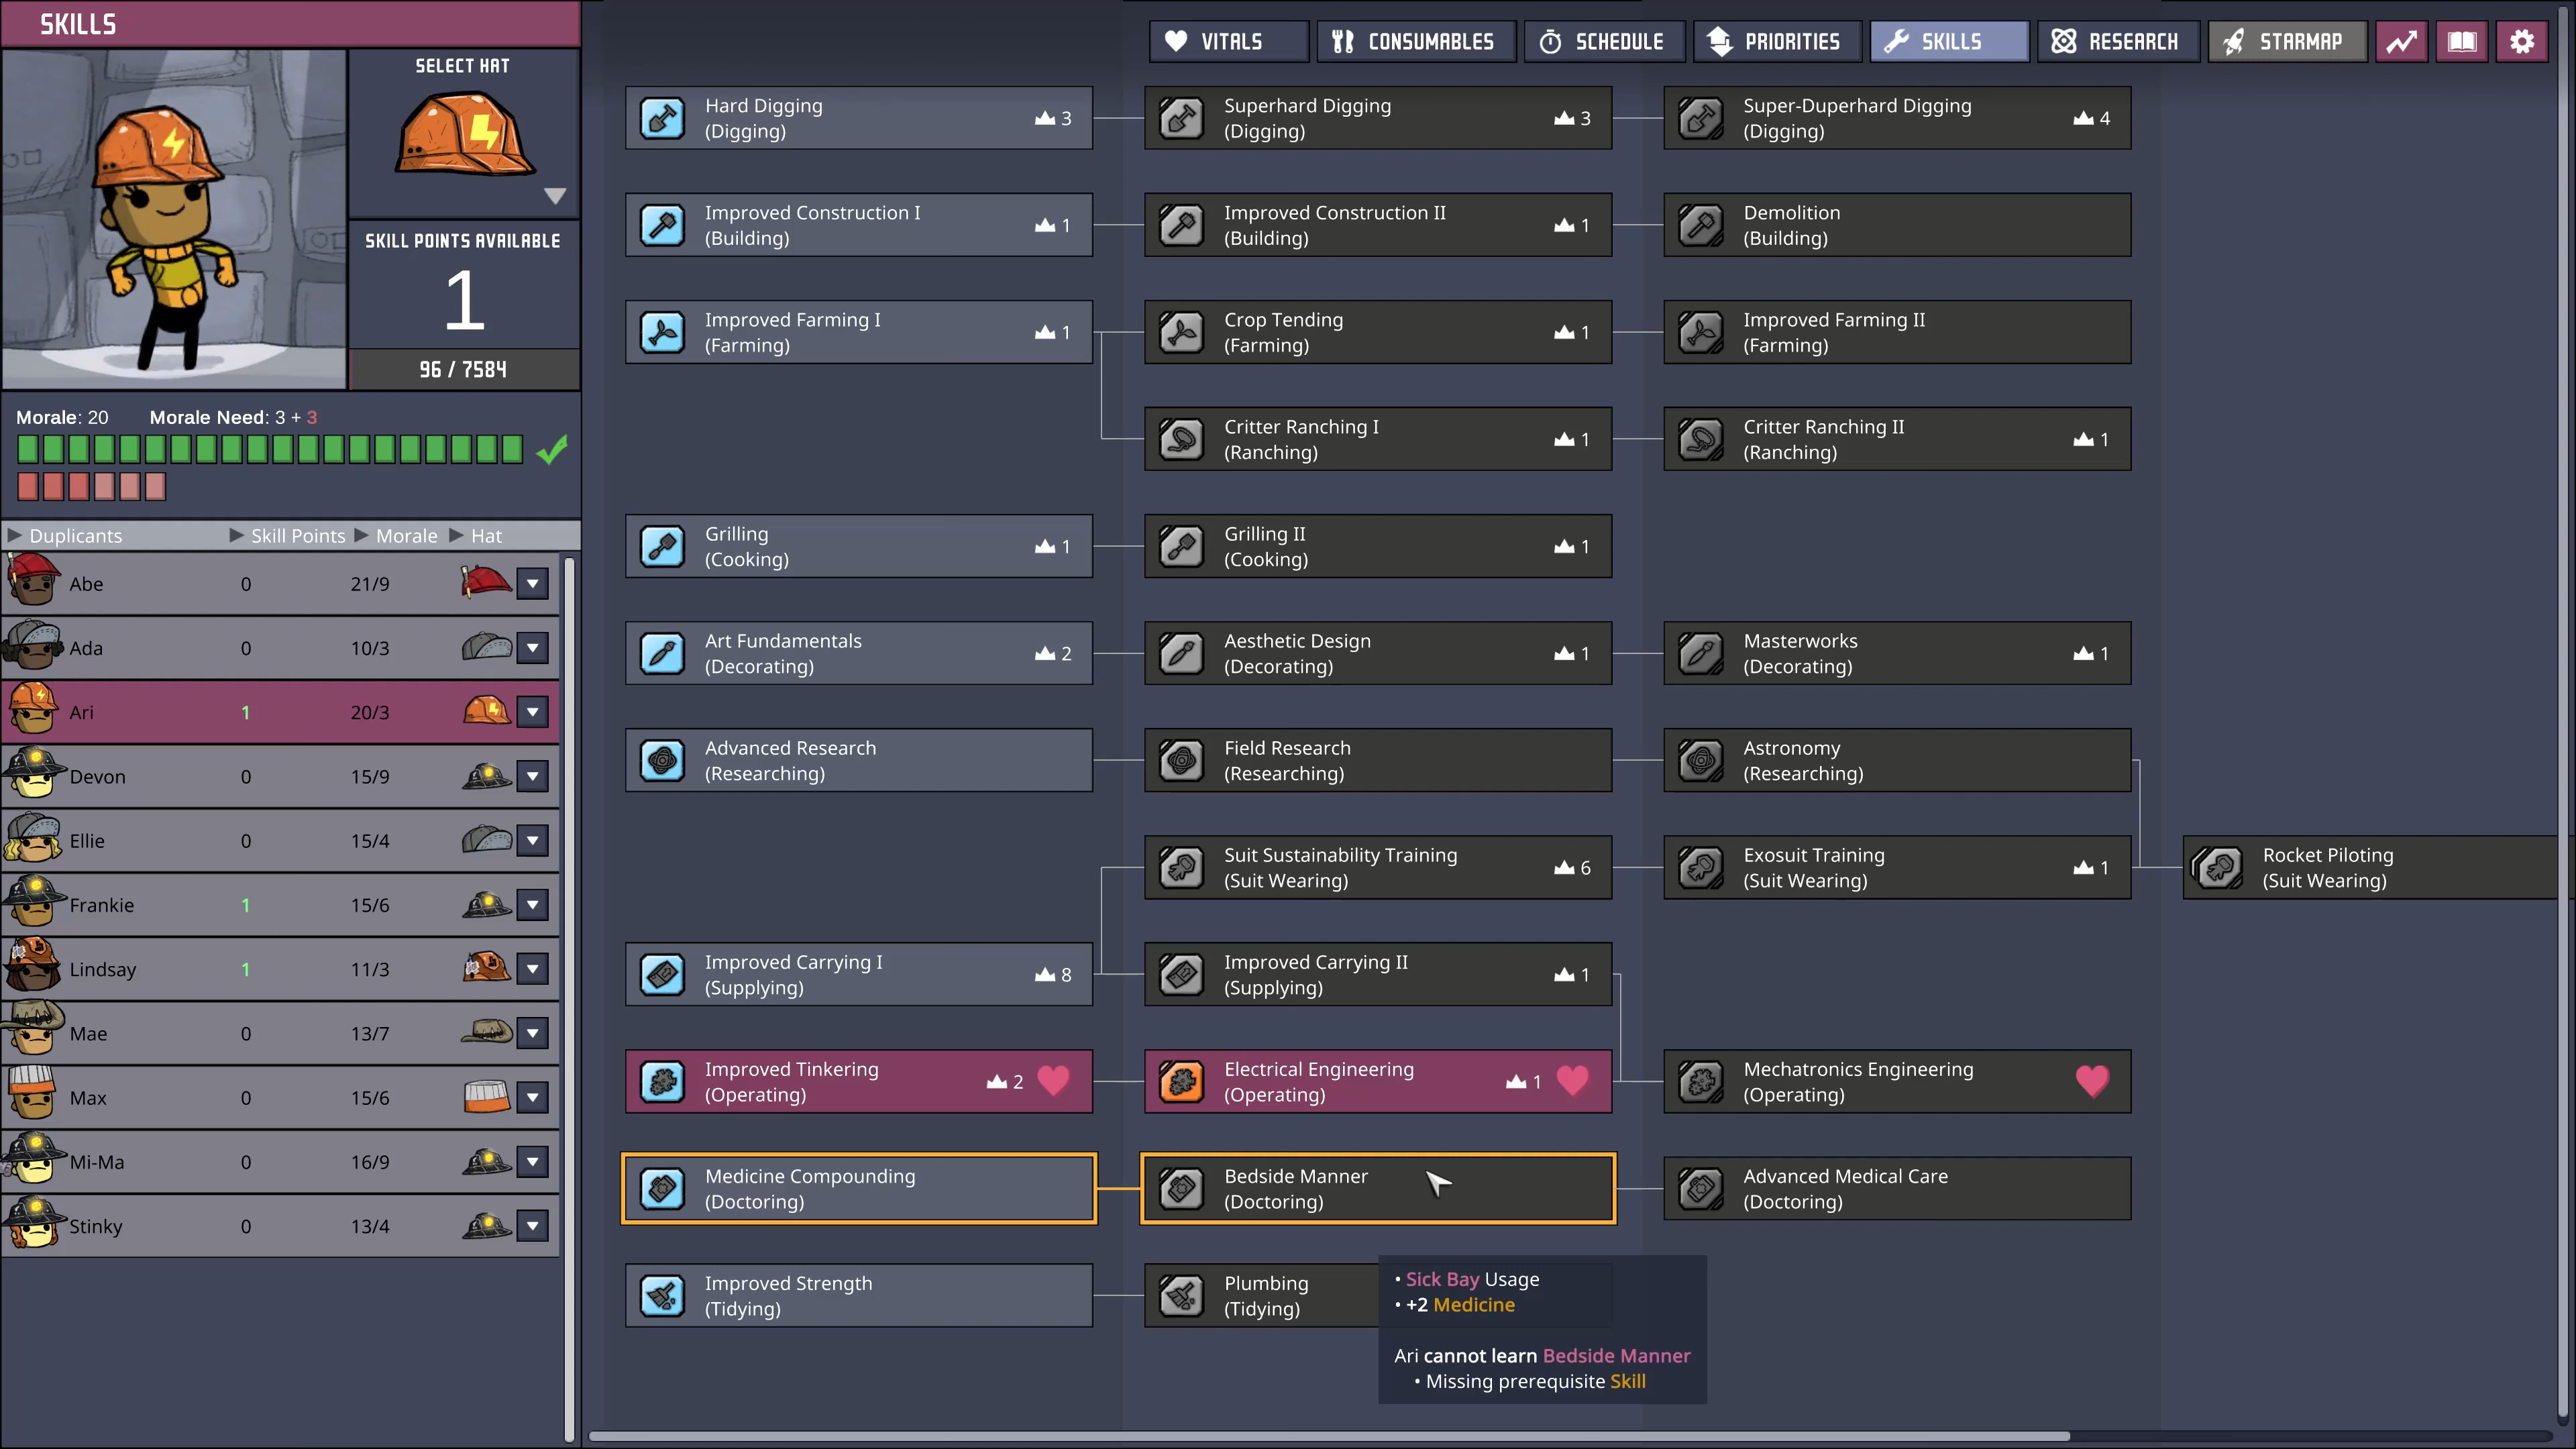 SKILLS
VITALS
CONSUMABLES
SCHEDULE
PRIORITIES
SKILLS
RESEARCH
STARMAP
SELECT HAT
SKILL POINTS AVAILABLE
1
96 / 7584
Morale: 20 Morale Need: 3 + 3
Duplicants Skill Points Morale Hat
Abe 0 21/9
Ada 0 10/3
Ari 1 20/3
Devon 0 15/9
Ellie 0 15/4
Frankie 1 15/6
Lindsay 1 11/3
Mae 0 13/7
Max 0 15/6
Mi-Ma 0 16/9
Stinky 0 13/4
Hard Digging
(Digging)
3
Superhard Digging
(Digging)
3
Super-Duperhard Digging
(Digging)
4
Improved Construction I
(Building)
1
Improved Construction II
(Building)
1
Demolition
(Building)
Improved Farming I
(Farming)
1
Crop Tending
(Farming)
1
Improved Farming II
(Farming)
Critter Ranching I
(Ranching)
1
Critter Ranching II
(Ranching)
1
Grilling
(Cooking)
1
Grilling II
(Cooking)
1
Art Fundamentals
(Decorating)
2
Aesthetic Design
(Decorating)
1
Masterworks
(Decorating)
1
Advanced Research
(Researching)
Field Research
(Researching)
Astronomy
(Researching)
Suit Sustainability Training
(Suit Wearing)
6
Exosuit Training
(Suit Wearing)
1
Rocket Piloting
(Suit Wearing)
Improved Carrying I
(Supplying)
8
Improved Carrying II
(Supplying)
1
Improved Tinkering
(Operating)
2
Electrical Engineering
(Operating)
1
Mechatronics Engineering
(Operating)
Medicine Compounding
(Doctoring)
Bedside Manner
(Doctoring)
Advanced Medical Care
(Doctoring)
Improved Strength
(Tidying)
Plumbing
(Tidying)
• Sick Bay Usage
• +2 Medicine
Ari cannot learn Bedside Manner
• Missing prerequisite Skill